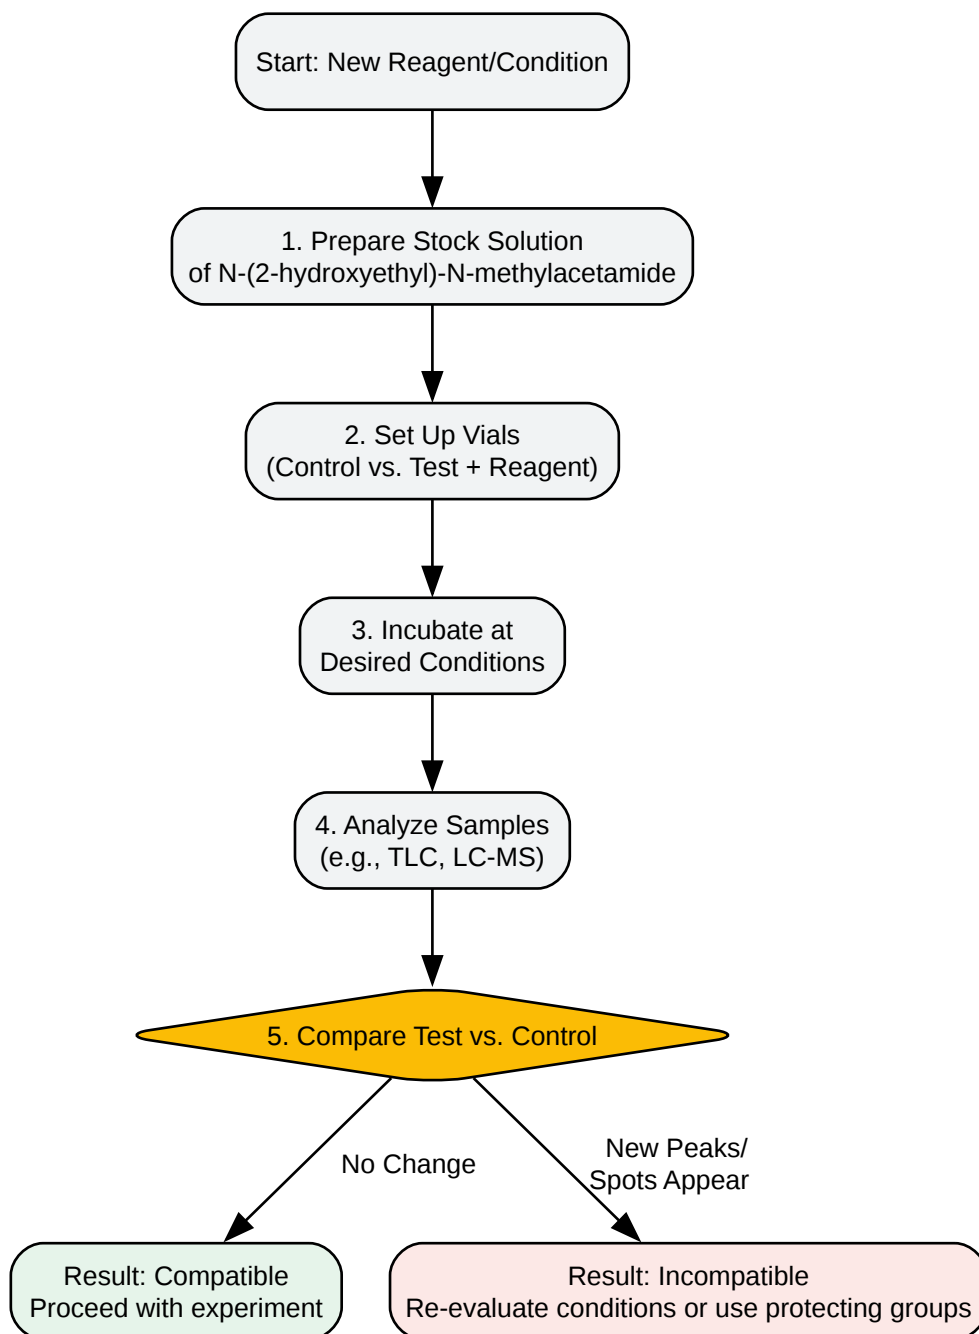 Start: New Reagent/Condition
1. Prepare Stock Solution
of N-(2-hydroxyethyl)-N-methylacetamide
2. Set Up Vials
(Control vs. Test + Reagent)
3. Incubate at
Desired Conditions
4. Analyze Samples
(e.g., TLC, LC-MS)
5. Compare Test vs. Control
No Change
New Peaks/
Spots Appear
Result: Compatible
Proceed with experiment
Result: Incompatible
Re-evaluate conditions or use protecting groups